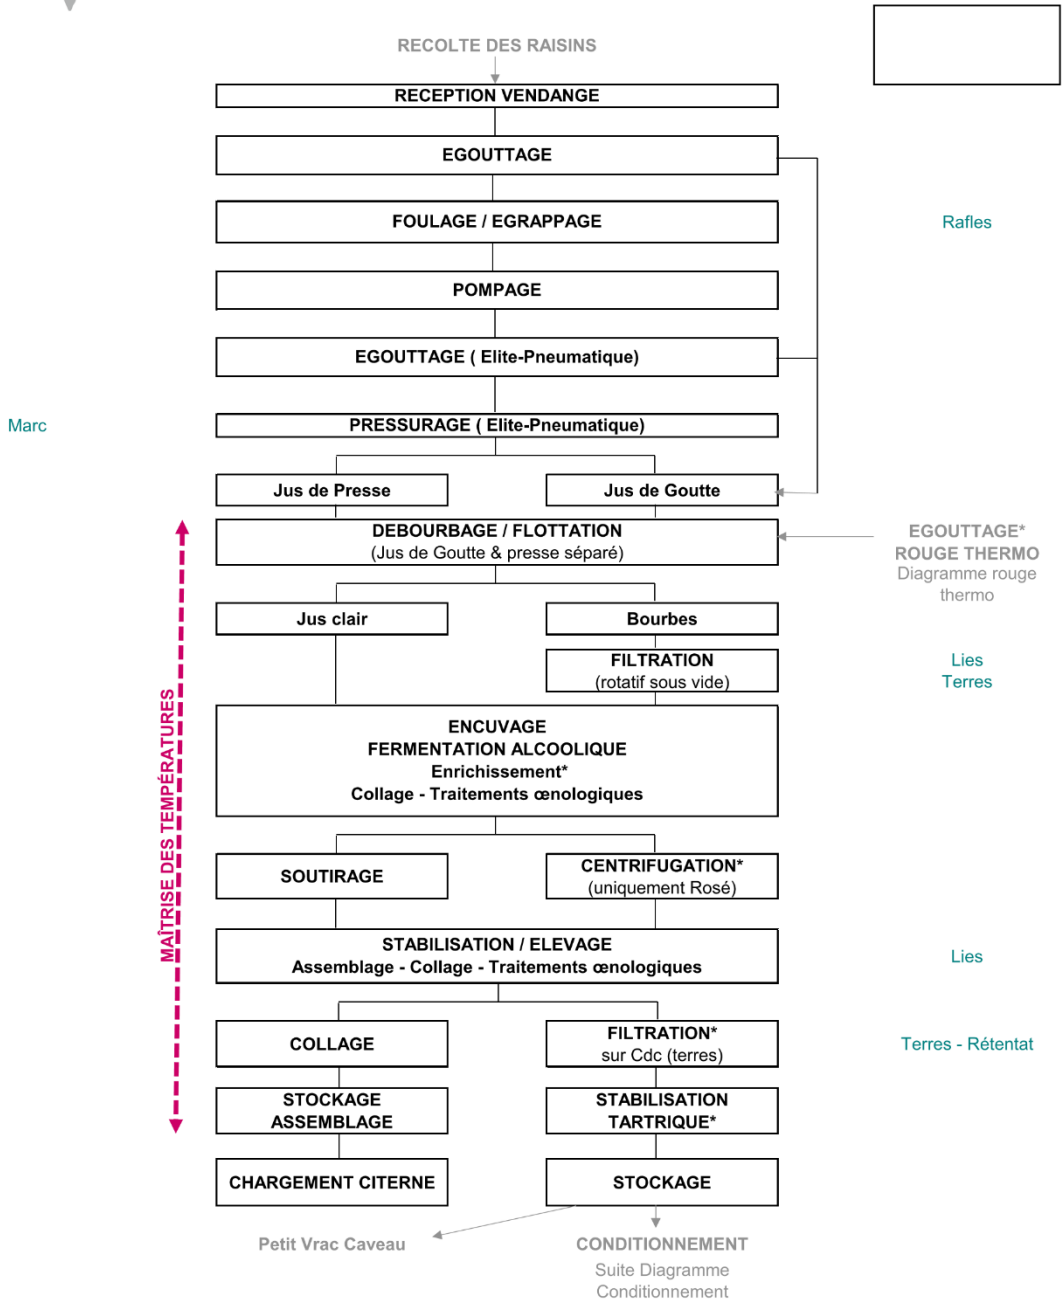 RECOLTE DES RAISINS
RECEPTION VENDANGE
EGOUTTAGE
FOULAGE / EGRAPPAGE
Rafles
POMPAGE
EGOUTTAGE ( Elite-Pneumatique)
Marc
PRESSURAGE ( Elite-Pneumatique)
Jus de Presse
Jus de Goutte
DEBOURBAGE / FLOTTATION
(Jus de Goutte & presse séparé)
EGOUTTAGE*
ROUGE THERMO
Diagramme rouge
thermo
Jus clair
Bourbes
FILTRATION
(rotatif sous vide)
Lies
Terres
MAÎTRISE DES TEMPÉRATURES
ENCUVAGE
FERMENTATION ALCOOLIQUE
Enrichissement*
Collage - Traitements œnologiques
SOUTIRAGE
CENTRIFUGATION*
(uniquement Rosé)
STABILISATION / ELEVAGE
Assemblage - Collage - Traitements œnologiques
Lies
COLLAGE
FILTRATION*
sur Cdc (terres)
Terres - Rétentat
STOCKAGE
ASSEMBLAGE
STABILISATION
TARTRIQUE*
CHARGEMENT CITERNE
STOCKAGE
Petit Vrac Caveau
CONDITIONNEMENT
Suite Diagramme
Conditionnement